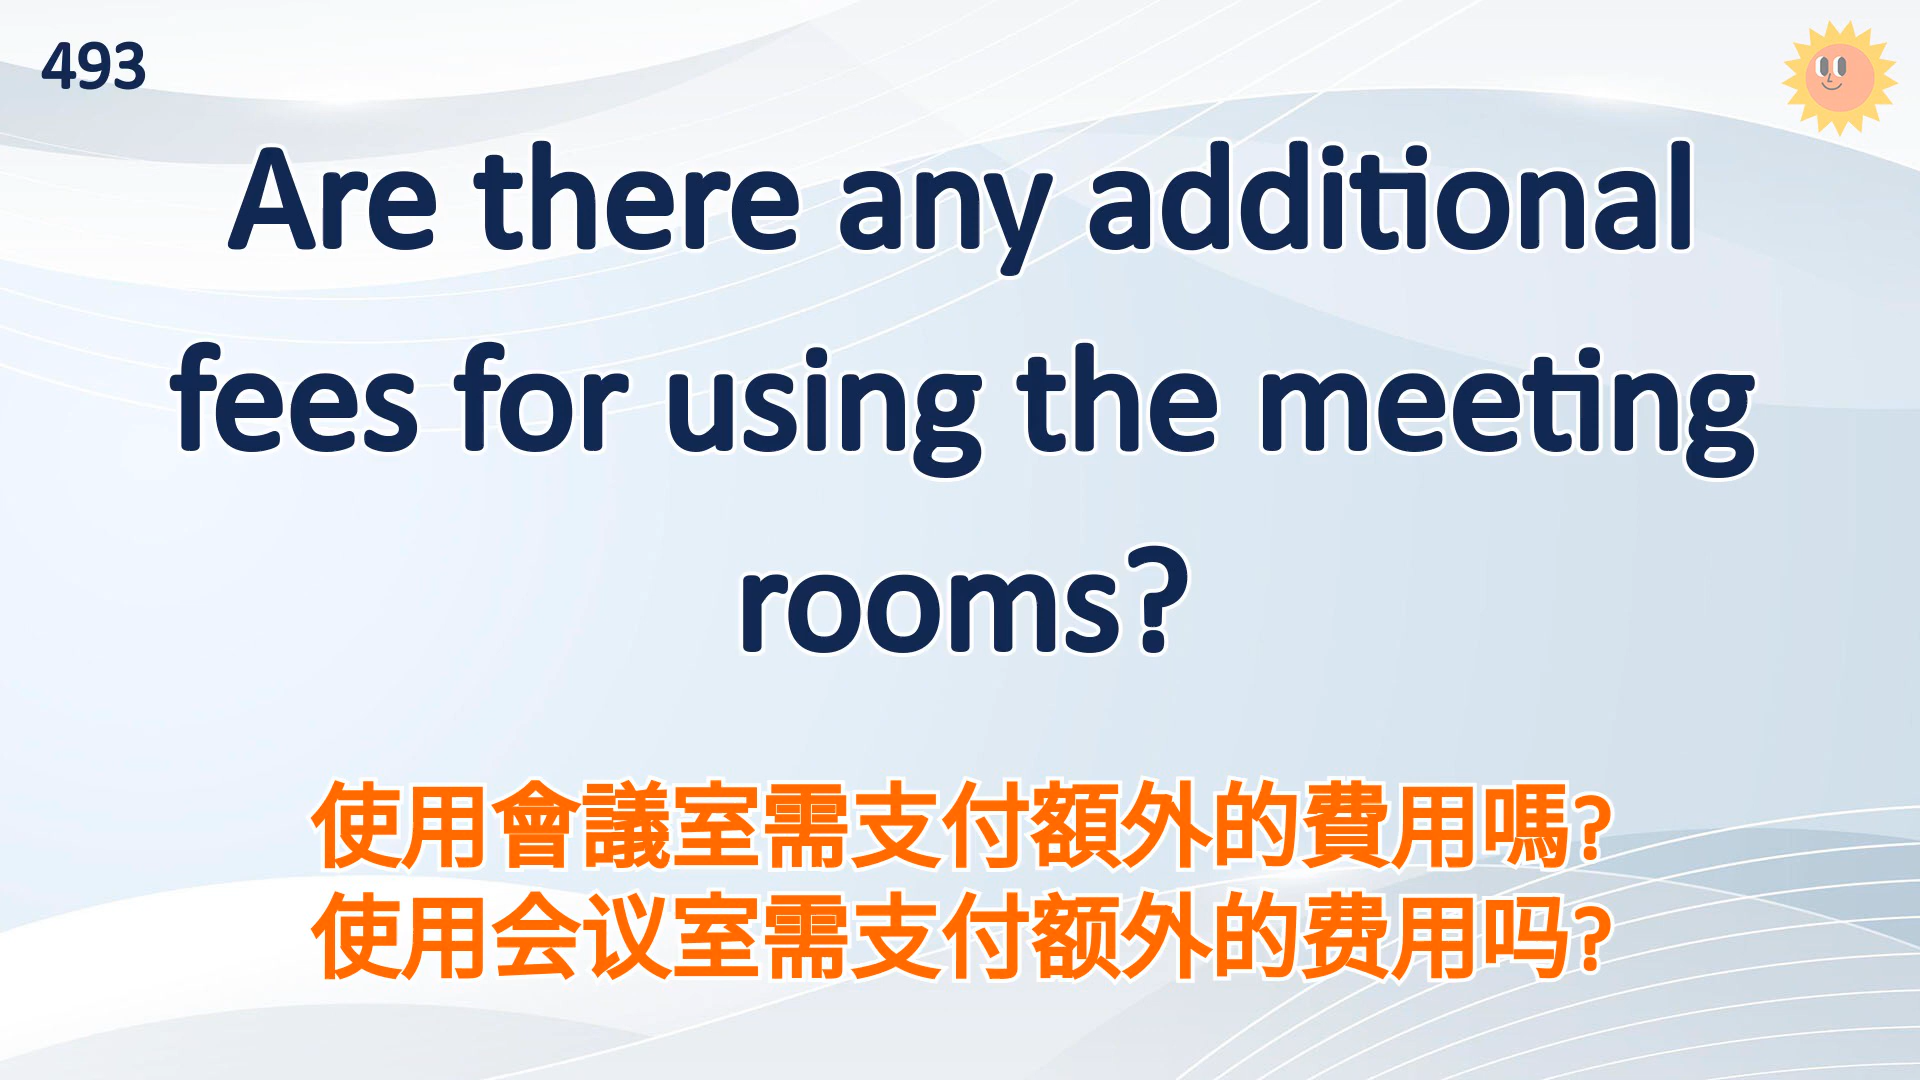 493
Are there any additional
fees for using the meeting
rooms?
使用會議室需支付額外的費用嗎?
使用会议室需支付额外的费用吗?